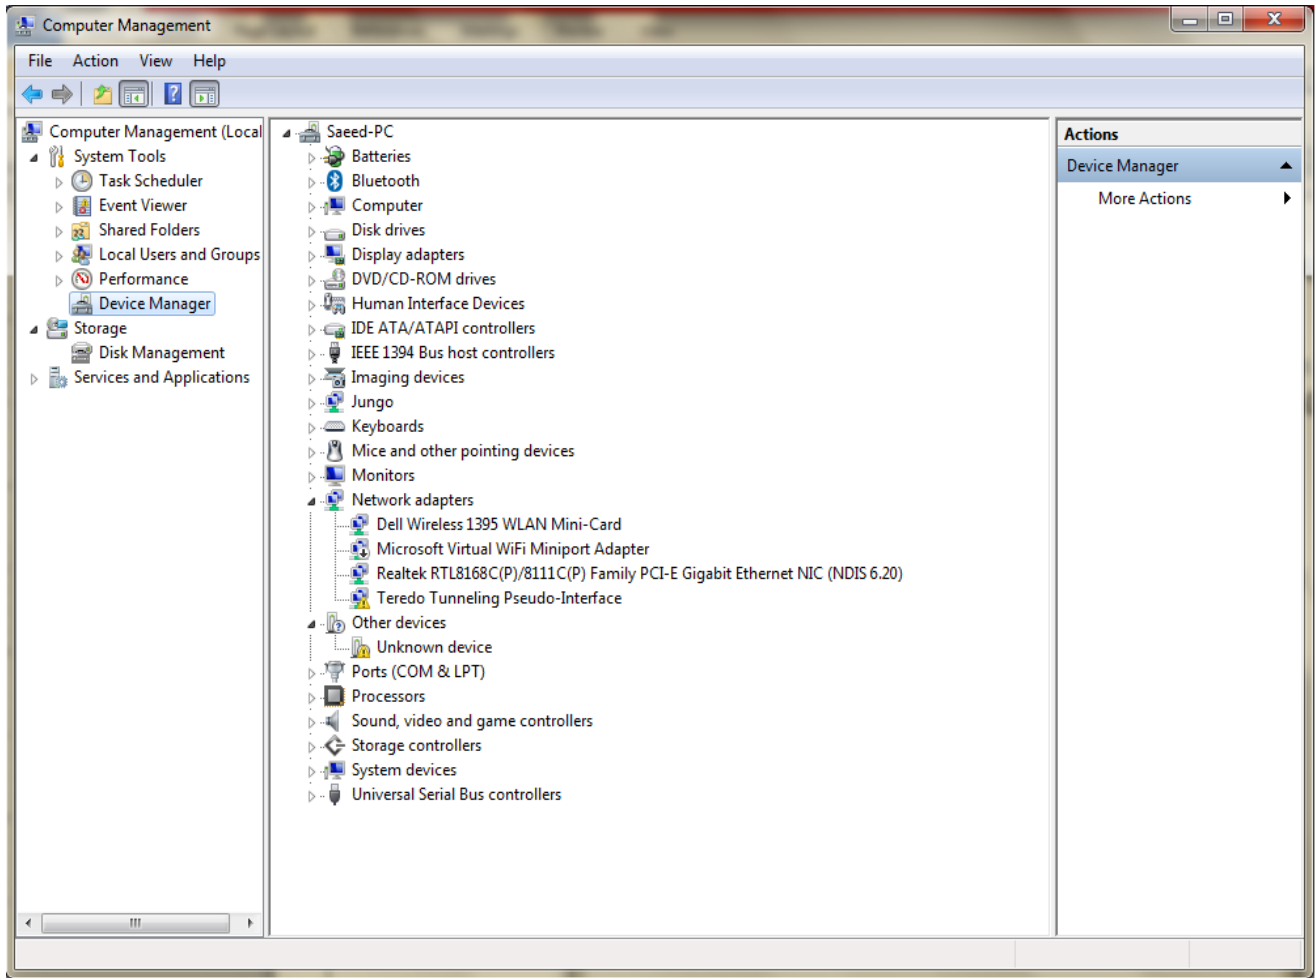 Computer Management
File Action View Help
Computer Management (Local
System Tools
Task Scheduler
Event Viewer
Shared Folders
Local Users and Groups
Performance
Device Manager
Storage
Disk Management
Services and Applications
Saeed-PC
Batteries
Bluetooth
Computer
Disk drives
Display adapters
DVD/CD-ROM drives
Human Interface Devices
IDE ATA/ATAPI controllers
IEEE 1394 Bus host controllers
Imaging devices
Jungo
Keyboards
Mice and other pointing devices
Monitors
Network adapters
Dell Wireless 1395 WLAN Mini-Card
Microsoft Virtual WiFi Miniport Adapter
Realtek RTL8168C(P)/8111C(P) Family PCI-E Gigabit Ethernet NIC (NDIS 6.20)
Teredo Tunneling Pseudo-Interface
Other devices
Unknown device
Ports (COM & LPT)
Processors
Sound, video and game controllers
Storage controllers
System devices
Universal Serial Bus controllers
Actions
Device Manager
More Actions